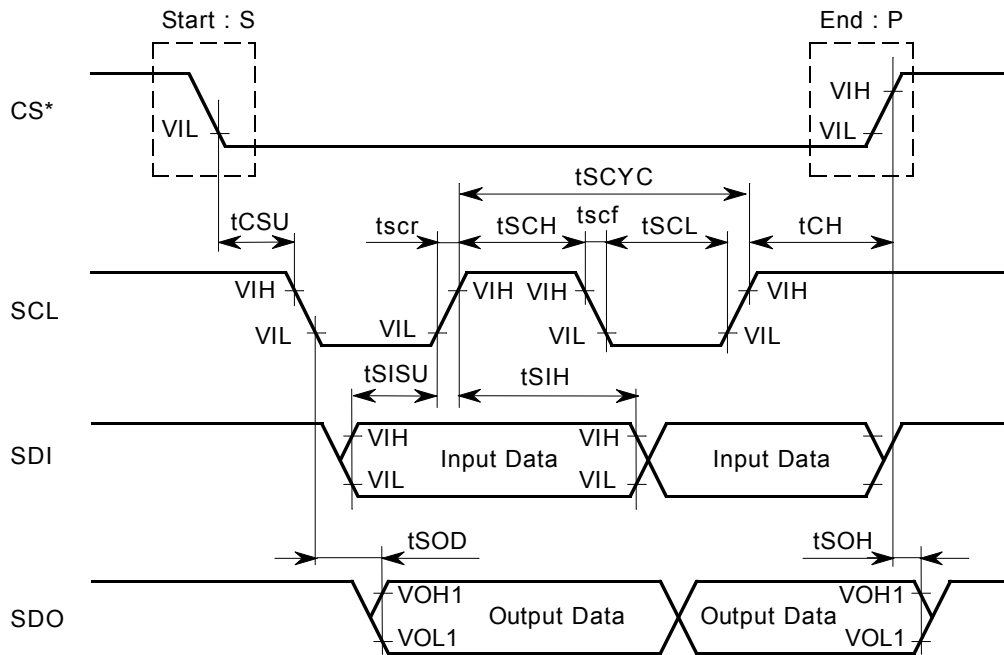 Start : S
End : P
CS*
VIL
VIH
VIL
tSCYC
tCSU
tscr
tSCH
tscf
tSCL
tCH
SCL
VIH
VIH
VIH
VIH
VIL
VIL
VIL
VIL
tSISU
tSIH
SDI
VIH
VIH
Input Data
Input Data
VIL
VIL
tSOD
tSOH
SDO
VOH1
VOH1
Output Data
Output Data
VOL1
VOL1